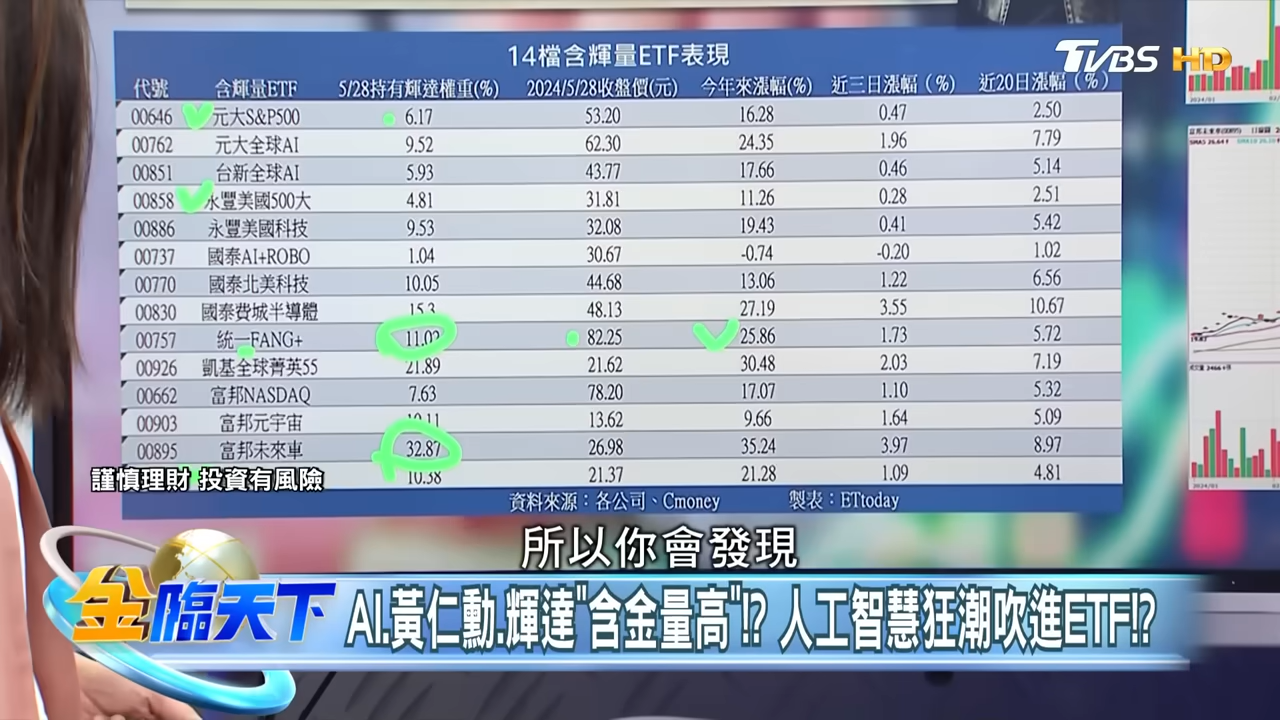 TVBS HD
14檔含輝量ETF表現
代號 含輝量ETF 5/28持有輝達權重(%) 2024/5/28收盤價(元) 今年來漲幅(%) 近三日漲幅(%) 近20日漲幅(%)
00646 元大S&P500 6.17 53.20 16.28 0.47 2.50
00762 元大全球AI 9.52 62.30 24.35 1.96 7.79
00851 台新全球AI 5.93 43.77 17.66 0.46 5.14
00858 永豐美國500大 4.81 31.81 11.26 0.28 2.51
00886 永豐美國科技 9.53 32.08 19.43 0.41 5.42
00737 國泰AI+ROBO 1.04 30.67 -0.74 -0.20 1.02
00770 國泰北美科技 10.05 44.68 13.06 1.22 6.56
00830 國泰費城半導體 15.3 48.13 27.19 3.55 10.67
00757 統一FANG+ 11.02 82.25 25.86 1.73 5.72
00926 凱基全球菁英55 21.89 21.62 30.48 2.03 7.19
00662 富邦NASDAQ 7.63 78.20 17.07 1.10 5.32
00903 富邦元宇宙 10.11 13.62 9.66 1.64 5.09
00895 富邦未來車 32.87 26.98 35.24 3.97 8.97
10.38 21.37 21.28 1.09 4.81
謹慎理財 投資有風險
資料來源：各公司、Cmoney 製表：ETtoday
所以你會發現
金臨天下
AI.黃仁勳.輝達"含金量高"!? 人工智慧狂潮吹進ETF!?